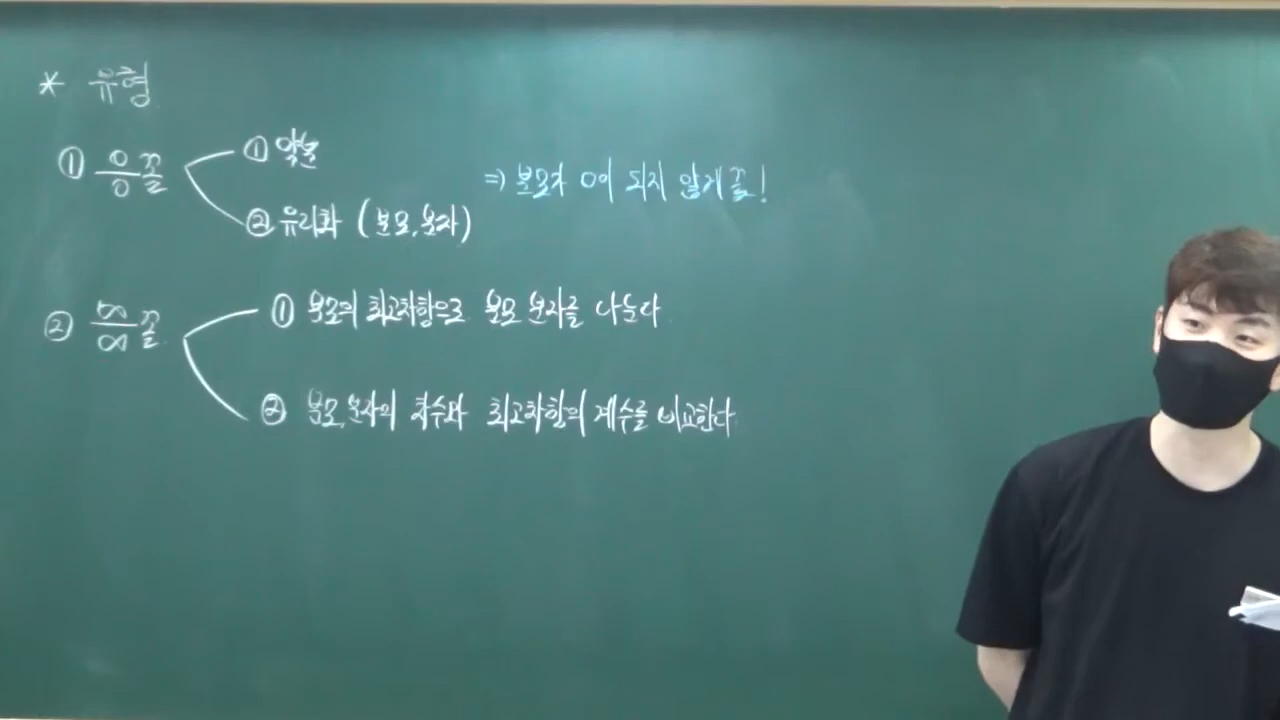 * 유형
① 0/0 꼴
① 약분
② 유리화 (분모, 분자)
⇒ 분모가 0이 되지 않게끔!
② ∞/∞ 꼴
① 분모의 최고차항으로 분모 분자를 나눈다
② 분모, 분자의 차수와 최고차항의 계수를 비교한다